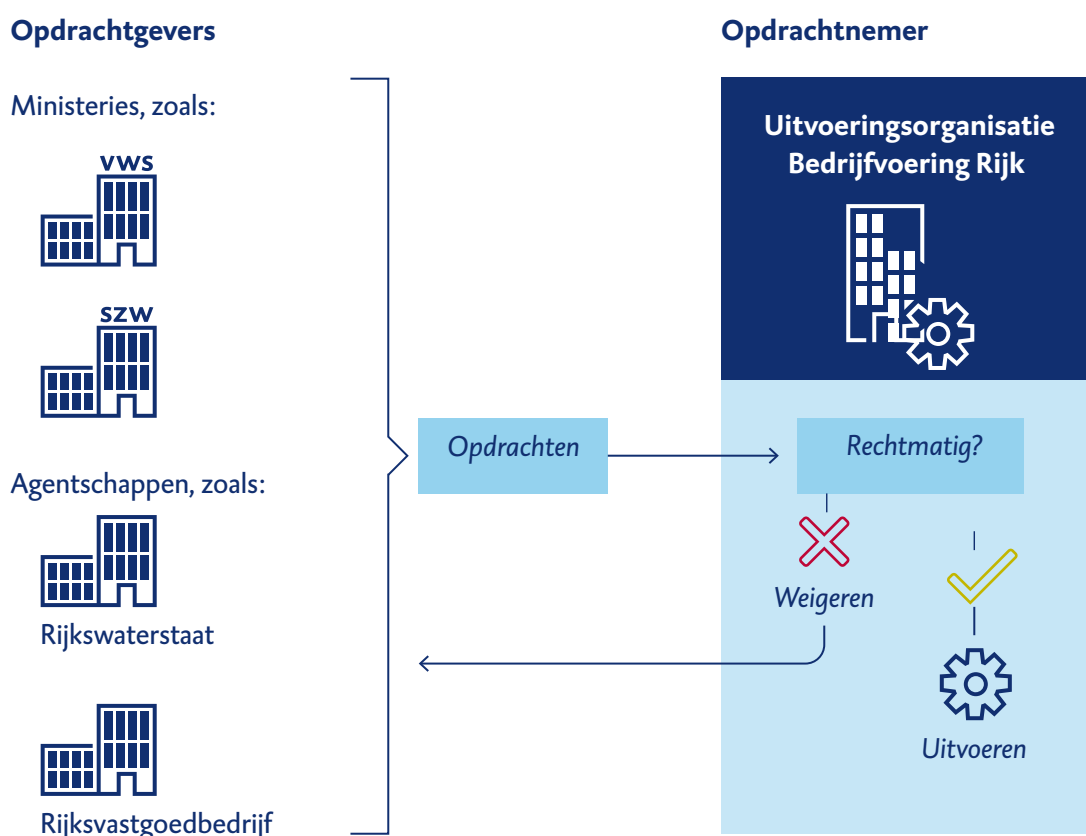 Opdrachtgevers
Ministeries, zoals:
VWS
SZW
Agentschappen, zoals:
Rijkswaterstaat
Rijksvastgoedbedrijf
Opdrachten
Opdrachtnemer
Uitvoeringsorganisatie
Bedrijfvoering Rijk
Rechtmatig?
Weigeren
Uitvoeren